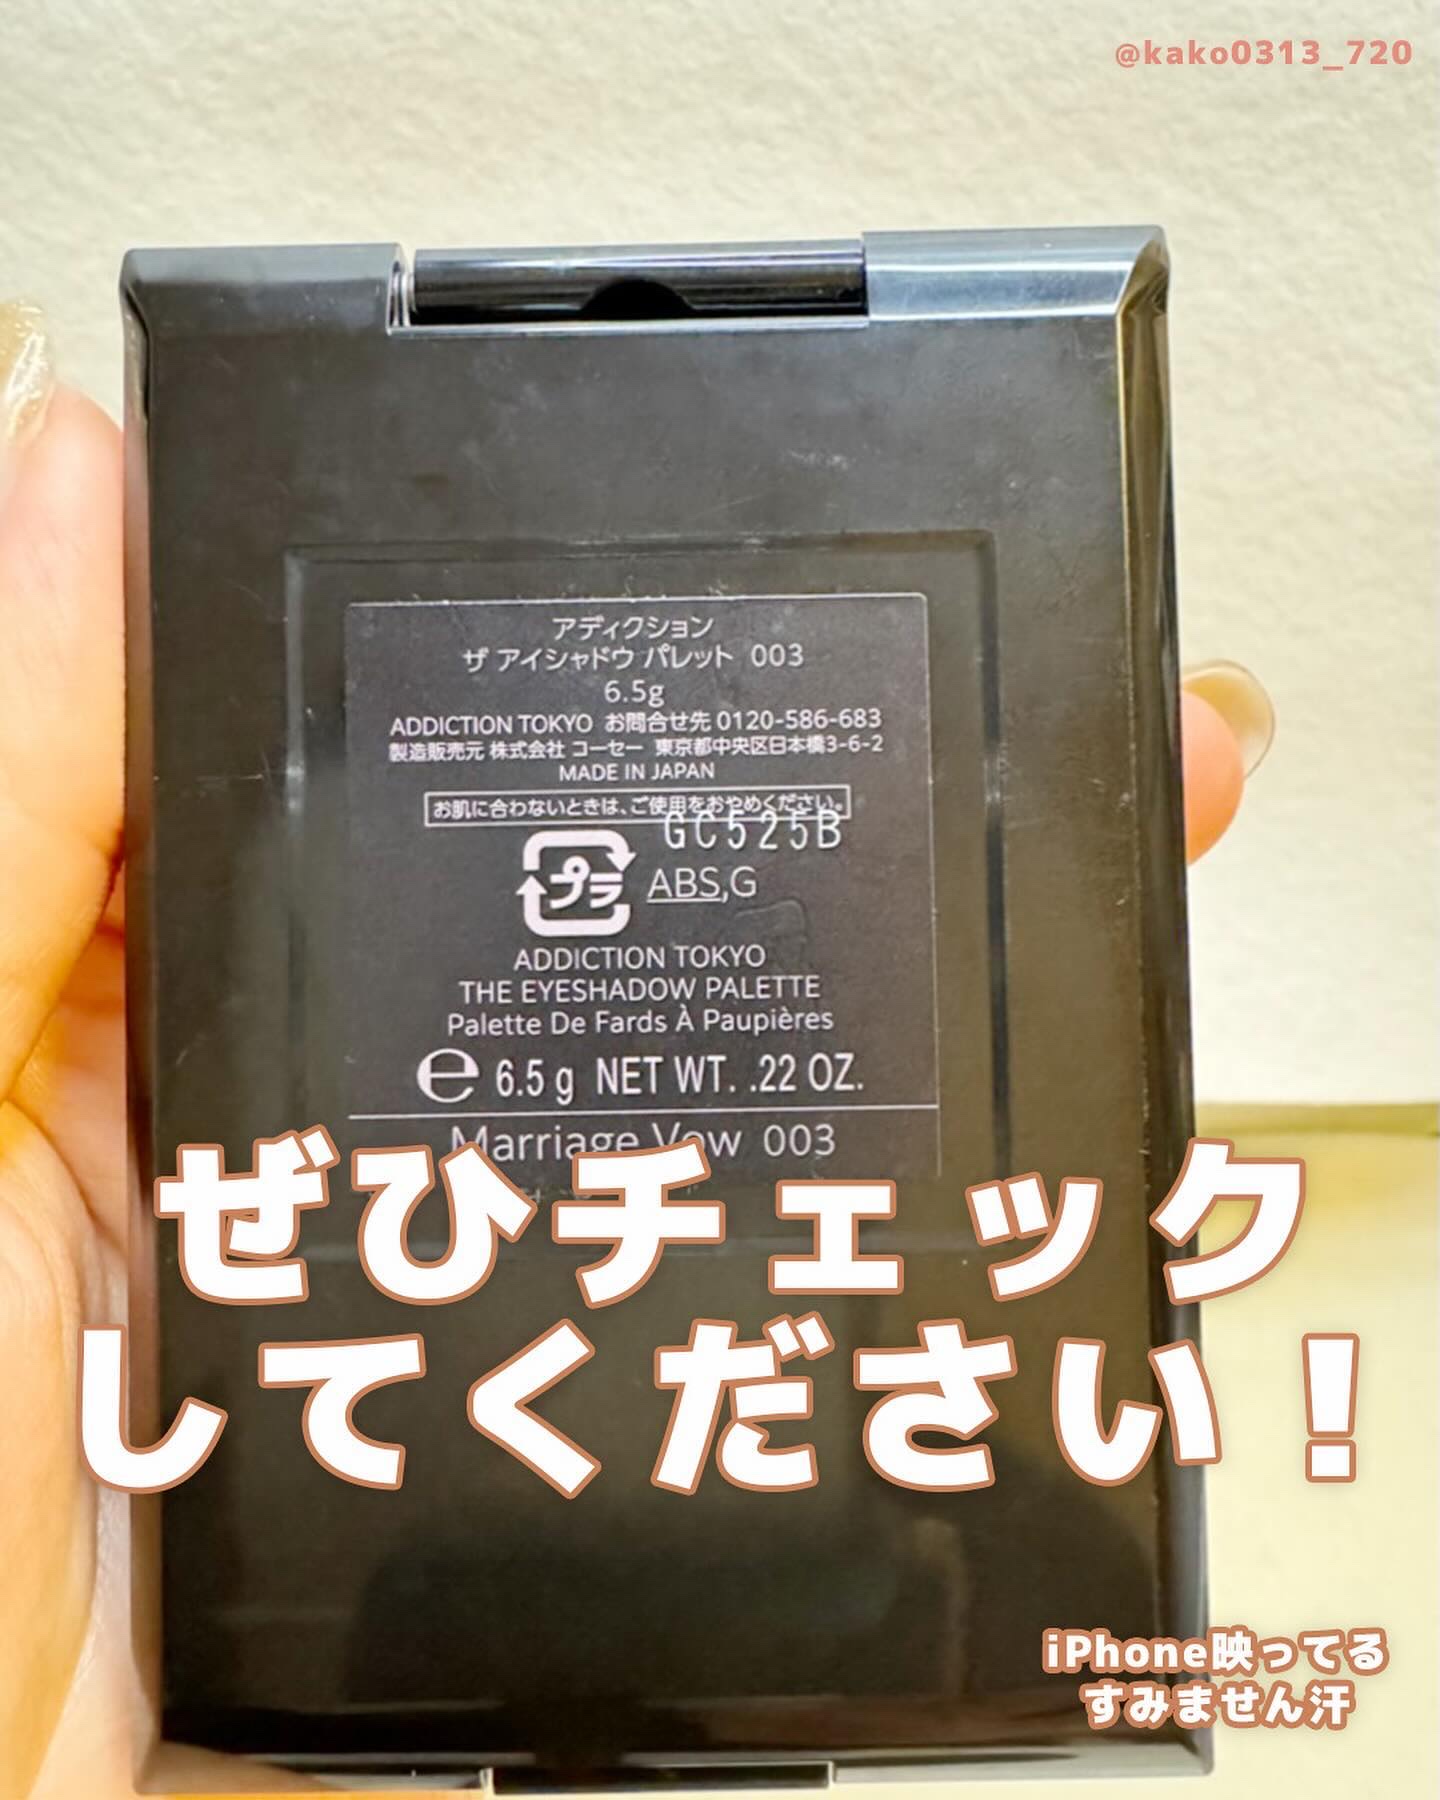 @kako0313_720
アディクション
ザ アイシャドウ パレット 003
6.5g
ADDICTION TOKYO お問合せ先 0120-586-683
製造販売元 株式会社 コーセー 東京都中央区日本橋3-6-2
MADE IN JAPAN
お肌に合わないときは、ご使用をおやめください。
GC525B
プラ ABS,G
ADDICTION TOKYO
THE EYESHADOW PALETTE
Palette De Fards À Paupières
℮ 6.5 g NET WT. .22 OZ.
Marriage Vow 003
ぜひチェック
してください！
iPhone映ってる
すみません汗